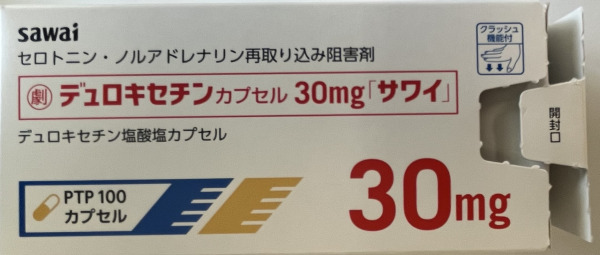 sawai
セロトニン・ノルアドレナリン再取り込み阻害剤
劇 デュロキセチンカプセル 30mg「サワイ」
デュロキセチン塩酸塩カプセル
PTP 100
カプセル
30mg
クラッシュ
機能付
開封口